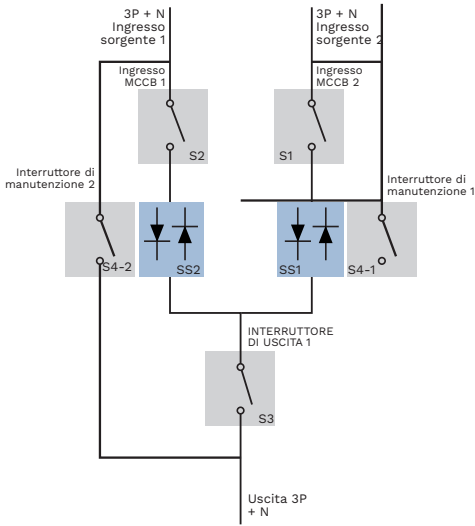 3P + N
Ingresso
sorgente 1
3P + N
Ingresso
sorgente 2
Ingresso
MCCB 1
Ingresso
MCCB 2
S2
S1
Interruttore di
manutenzione 2
Interruttore di
manutenzione 1
S4-2
SS2
SS1
S4-1
INTERRUTTORE
DI USCITA 1
S3
Uscita 3P
+ N